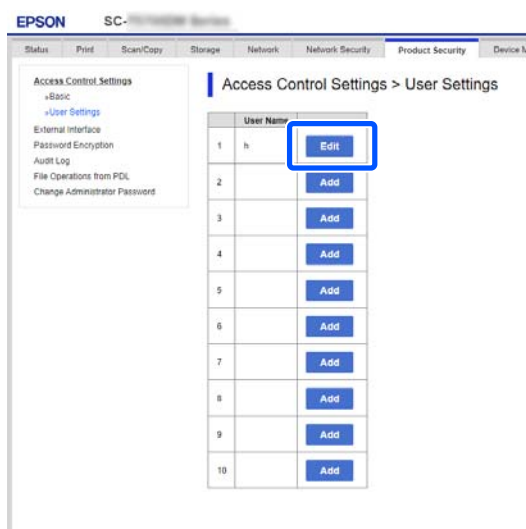 EPSON SC-
Status Print Scan/Copy Storage Network Network Security Product Security Device M
Access Control Settings
»Basic
»User Settings
External Interface
Password Encryption
Audit Log
File Operations from PDL
Change Administrator Password
Access Control Settings > User Settings
User Name
1 h Edit
2 Add
3 Add
4 Add
5 Add
6 Add
7 Add
8 Add
9 Add
10 Add